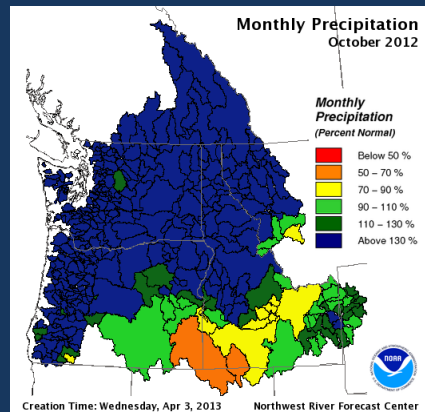 Monthly Precipitation
October 2012
Monthly
Precipitation
(Percent Normal)
Below 50 %
50 – 70 %
70 – 90 %
90 – 110 %
110 – 130 %
Above 130 %
NOAA
Creation Time: Wednesday, Apr 3, 2013
Northwest River Forecast Center